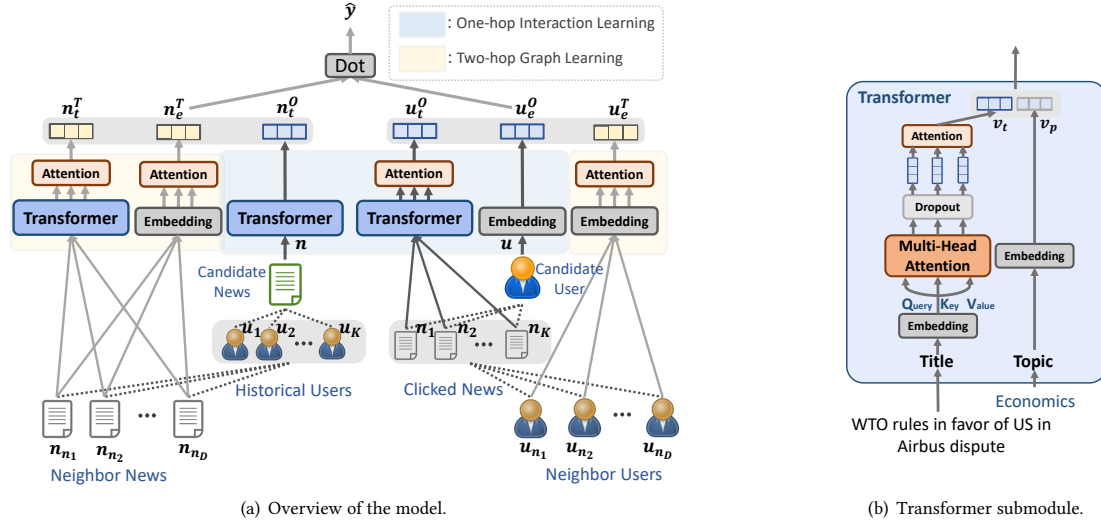 ŷ
: One-hop Interaction Learning
: Two-hop Graph Learning
Dot
n_t^T n_e^T n_t^O u_t^O u_e^O u_e^T
Attention Attention Attention Attention
Transformer Embedding Transformer Transformer Embedding Embedding
n u
Candidate News
Candidate User
u_1 u_2 ... u_K
n_1 n_2 ... n_K
Historical Users
Clicked News
...
n_{n_1} n_{n_2} n_{n_D}
Neighbor News
...
u_{n_1} u_{n_2} u_{n_D}
Neighbor Users
(a) Overview of the model.
Transformer
v_t v_p
Attention
Dropout
Multi-Head
Attention
Embedding
Query Key Value
Embedding
Title Topic
Economics
WTO rules in favor of US in
Airbus dispute
(b) Transformer submodule.